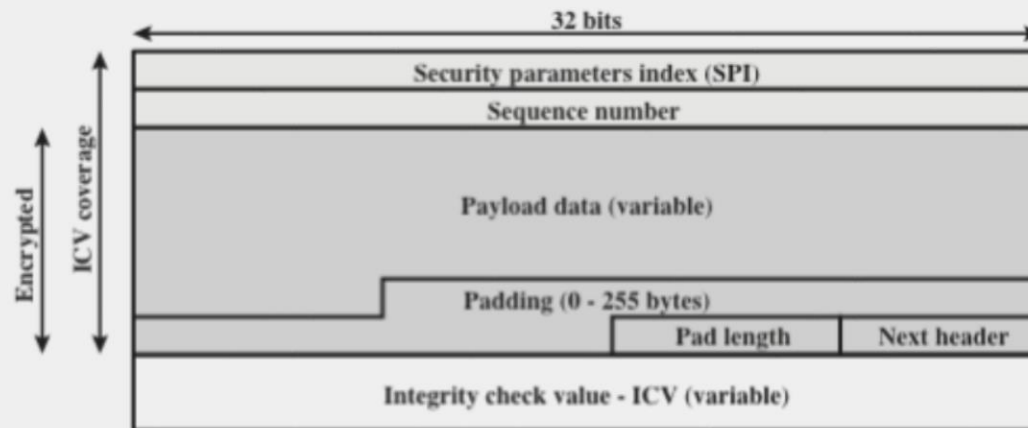 32 bits
Security parameters index (SPI)
Sequence number
Encrypted
ICV coverage
Payload data (variable)
Padding (0 - 255 bytes)
Pad length
Next header
Integrity check value - ICV (variable)